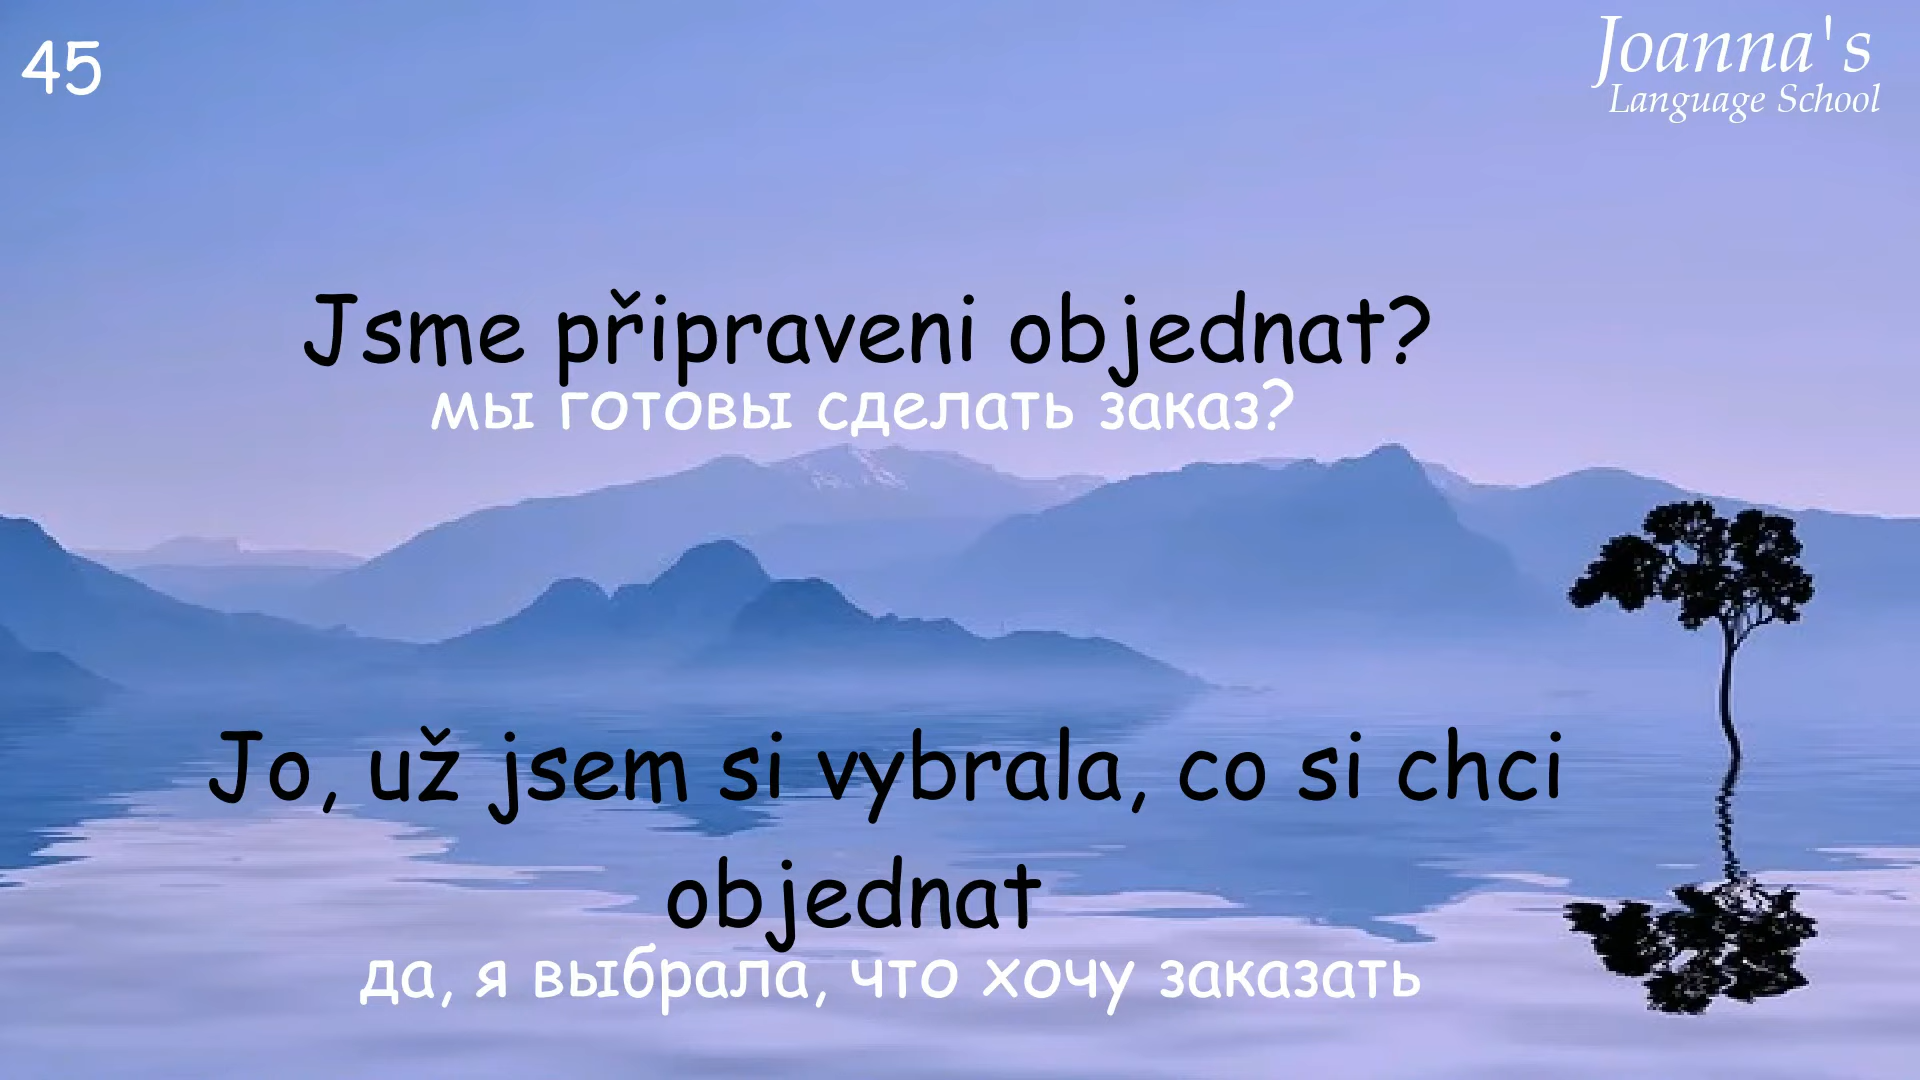 45
Joanna's
Language School
Jsme připraveni objednat?
мы готовы сделать заказ?
Jo, už jsem si vybrala, co si chci
objednat
да, я выбрала, что хочу заказать